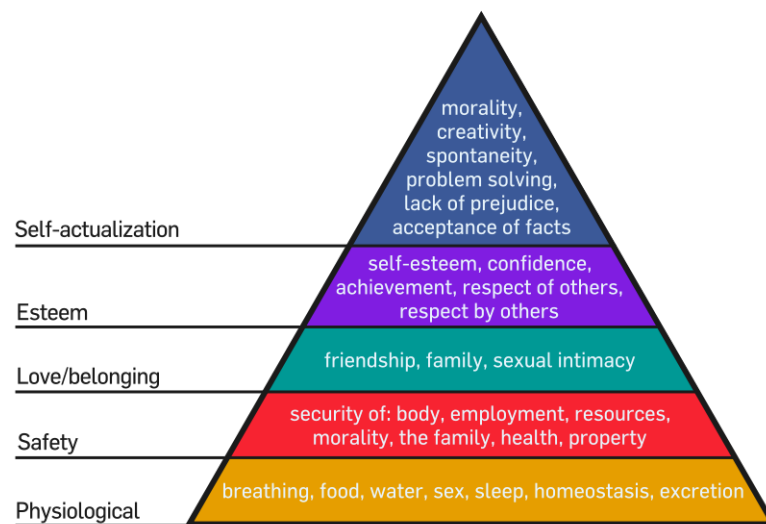 morality,
creativity,
spontaneity,
problem solving,
lack of prejudice,
acceptance of facts
Self-actualization
self-esteem, confidence,
achievement, respect of others,
respect by others
Esteem
friendship, family, sexual intimacy
Love/belonging
security of: body, employment, resources,
morality, the family, health, property
Safety
breathing, food, water, sex, sleep, homeostasis, excretion
Physiological